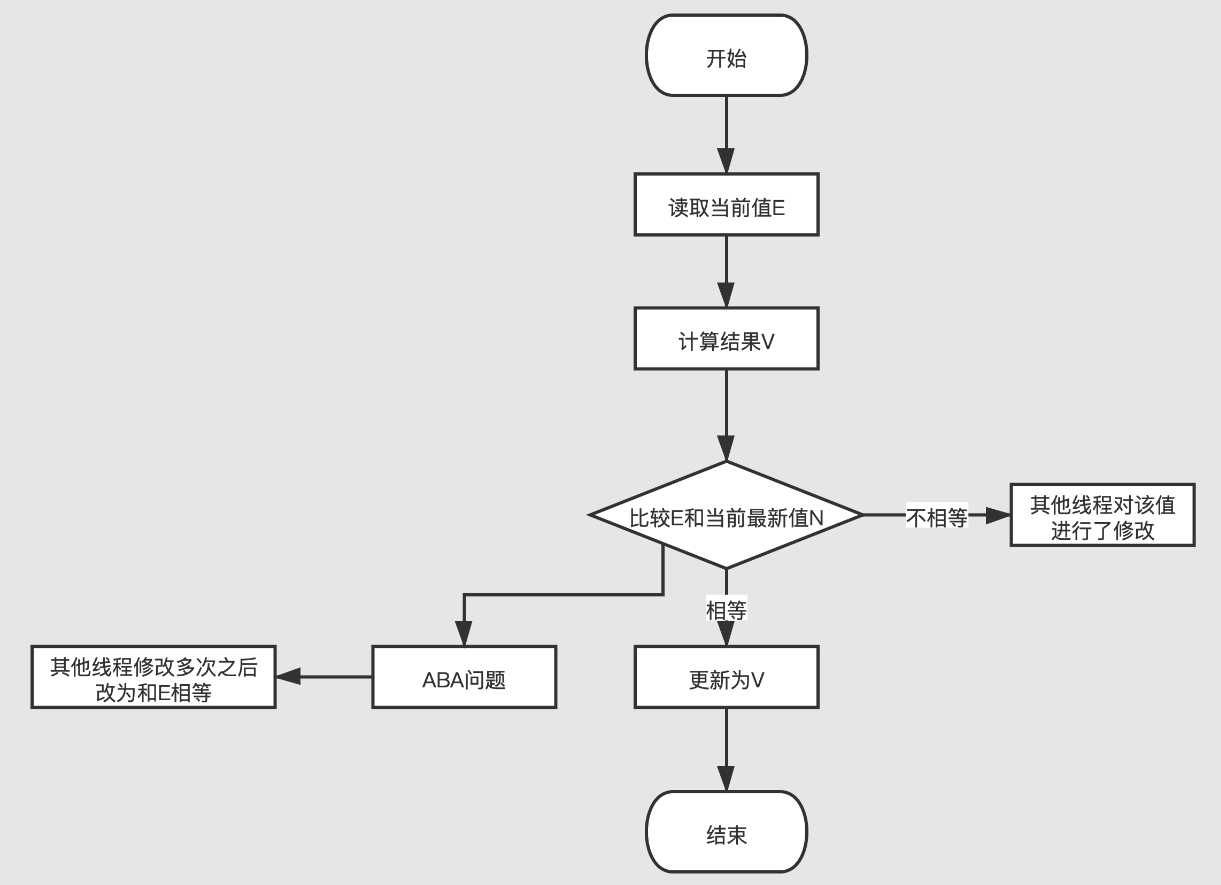 开始
读取当前值E
计算结果V
比较E和当前最新值N
不相等
其他线程对该值
进行了修改
相等
其他线程修改多次之后
改为和E相等
ABA问题
更新为V
结束